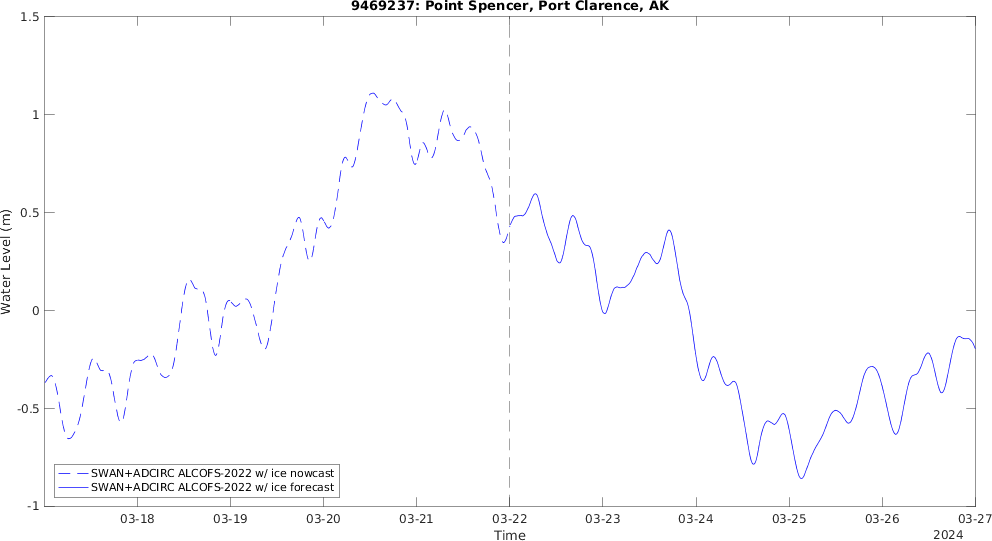 9469237: Point Spencer, Port Clarence, AK
1.5
1
0.5
0
-0.5
-1
Water Level (m)
SWAN+ADCIRC ALCOFS-2022 w/ ice nowcast
SWAN+ADCIRC ALCOFS-2022 w/ ice forecast
03-18 03-19 03-20 03-21 03-22 03-23 03-24 03-25 03-26 03-27
Time
2024